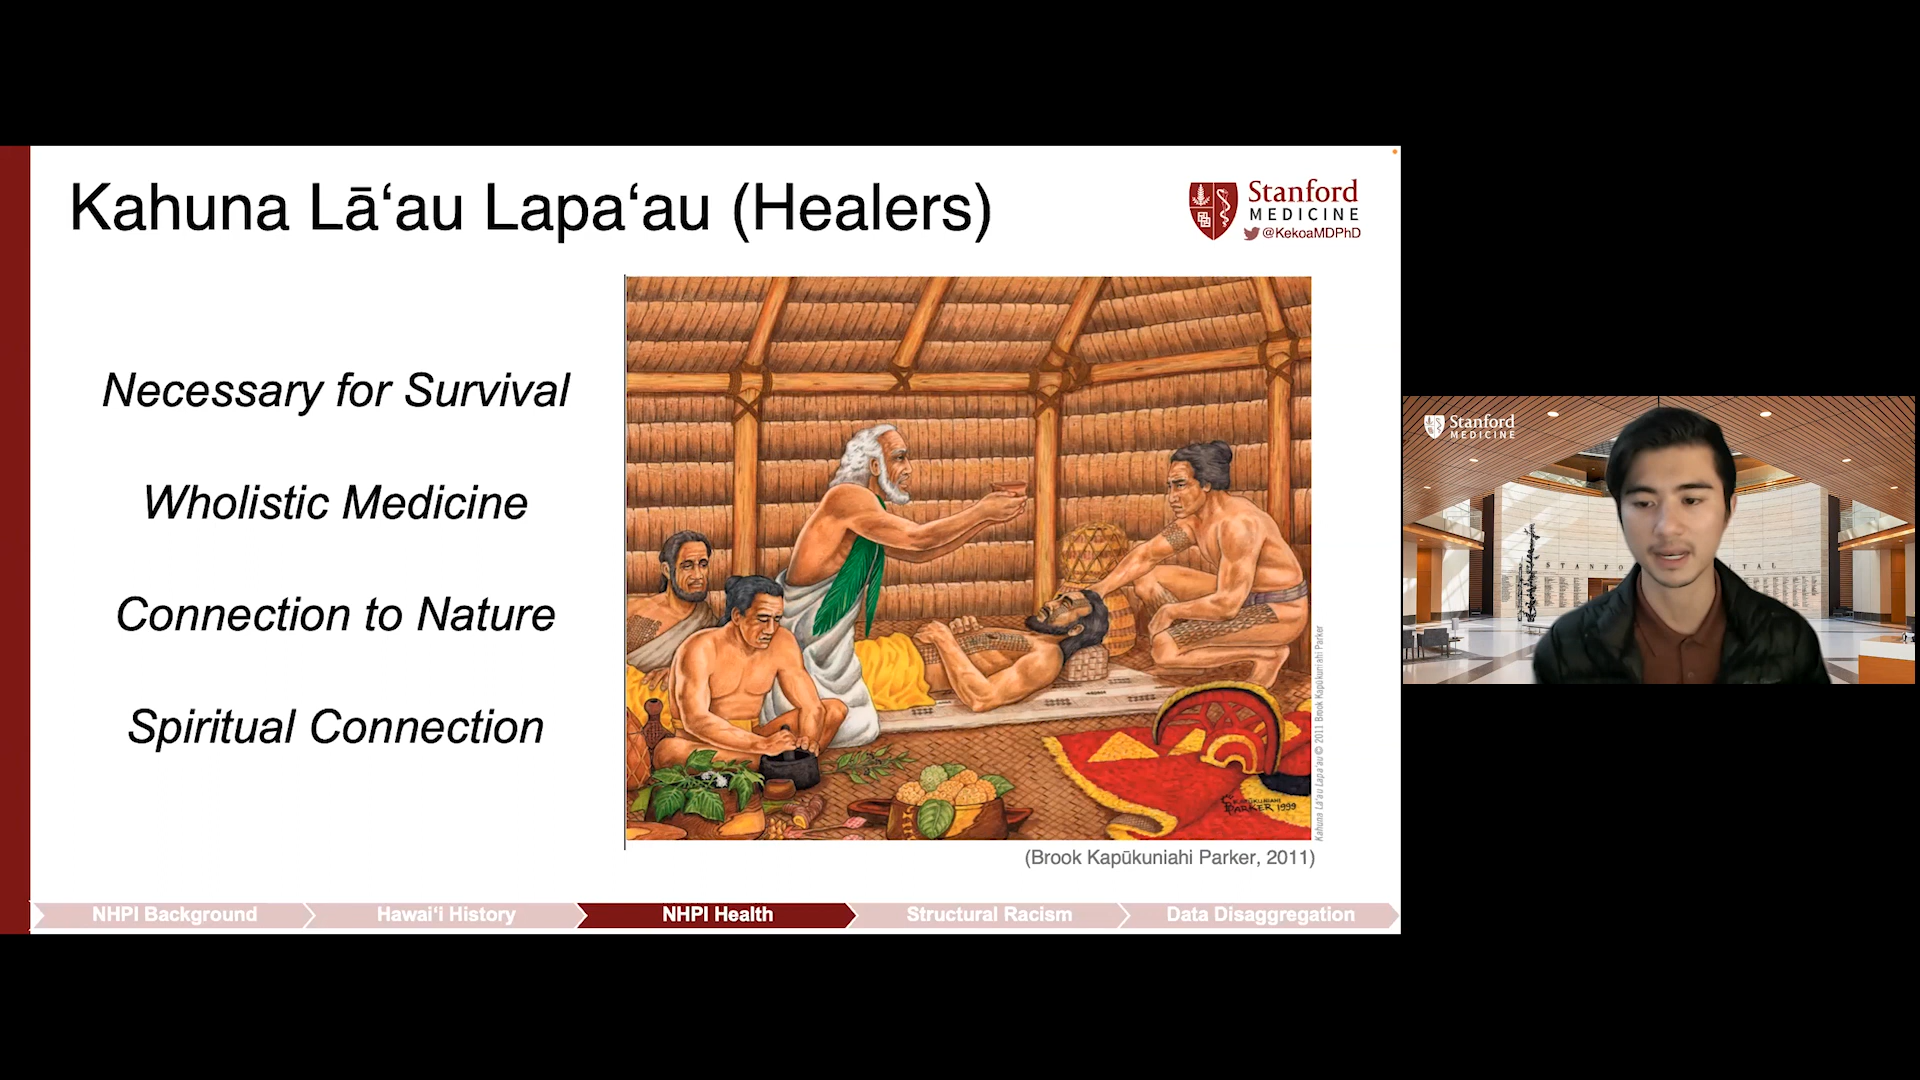 Kahuna Lāʻau Lapaʻau (Healers)
Stanford
MEDICINE
@KekoaMDPhD
Necessary for Survival
Wholistic Medicine
Connection to Nature
Spiritual Connection
KAPŪKUNIAHI
PARKER 1999
Kahuna Lāʻau Lapaʻau © 2011 Brook Kapūkuniahi Parker
(Brook Kapūkuniahi Parker, 2011)
NHPI Background
Hawaiʻi History
NHPI Health
Structural Racism
Data Disaggregation
Stanford
MEDICINE